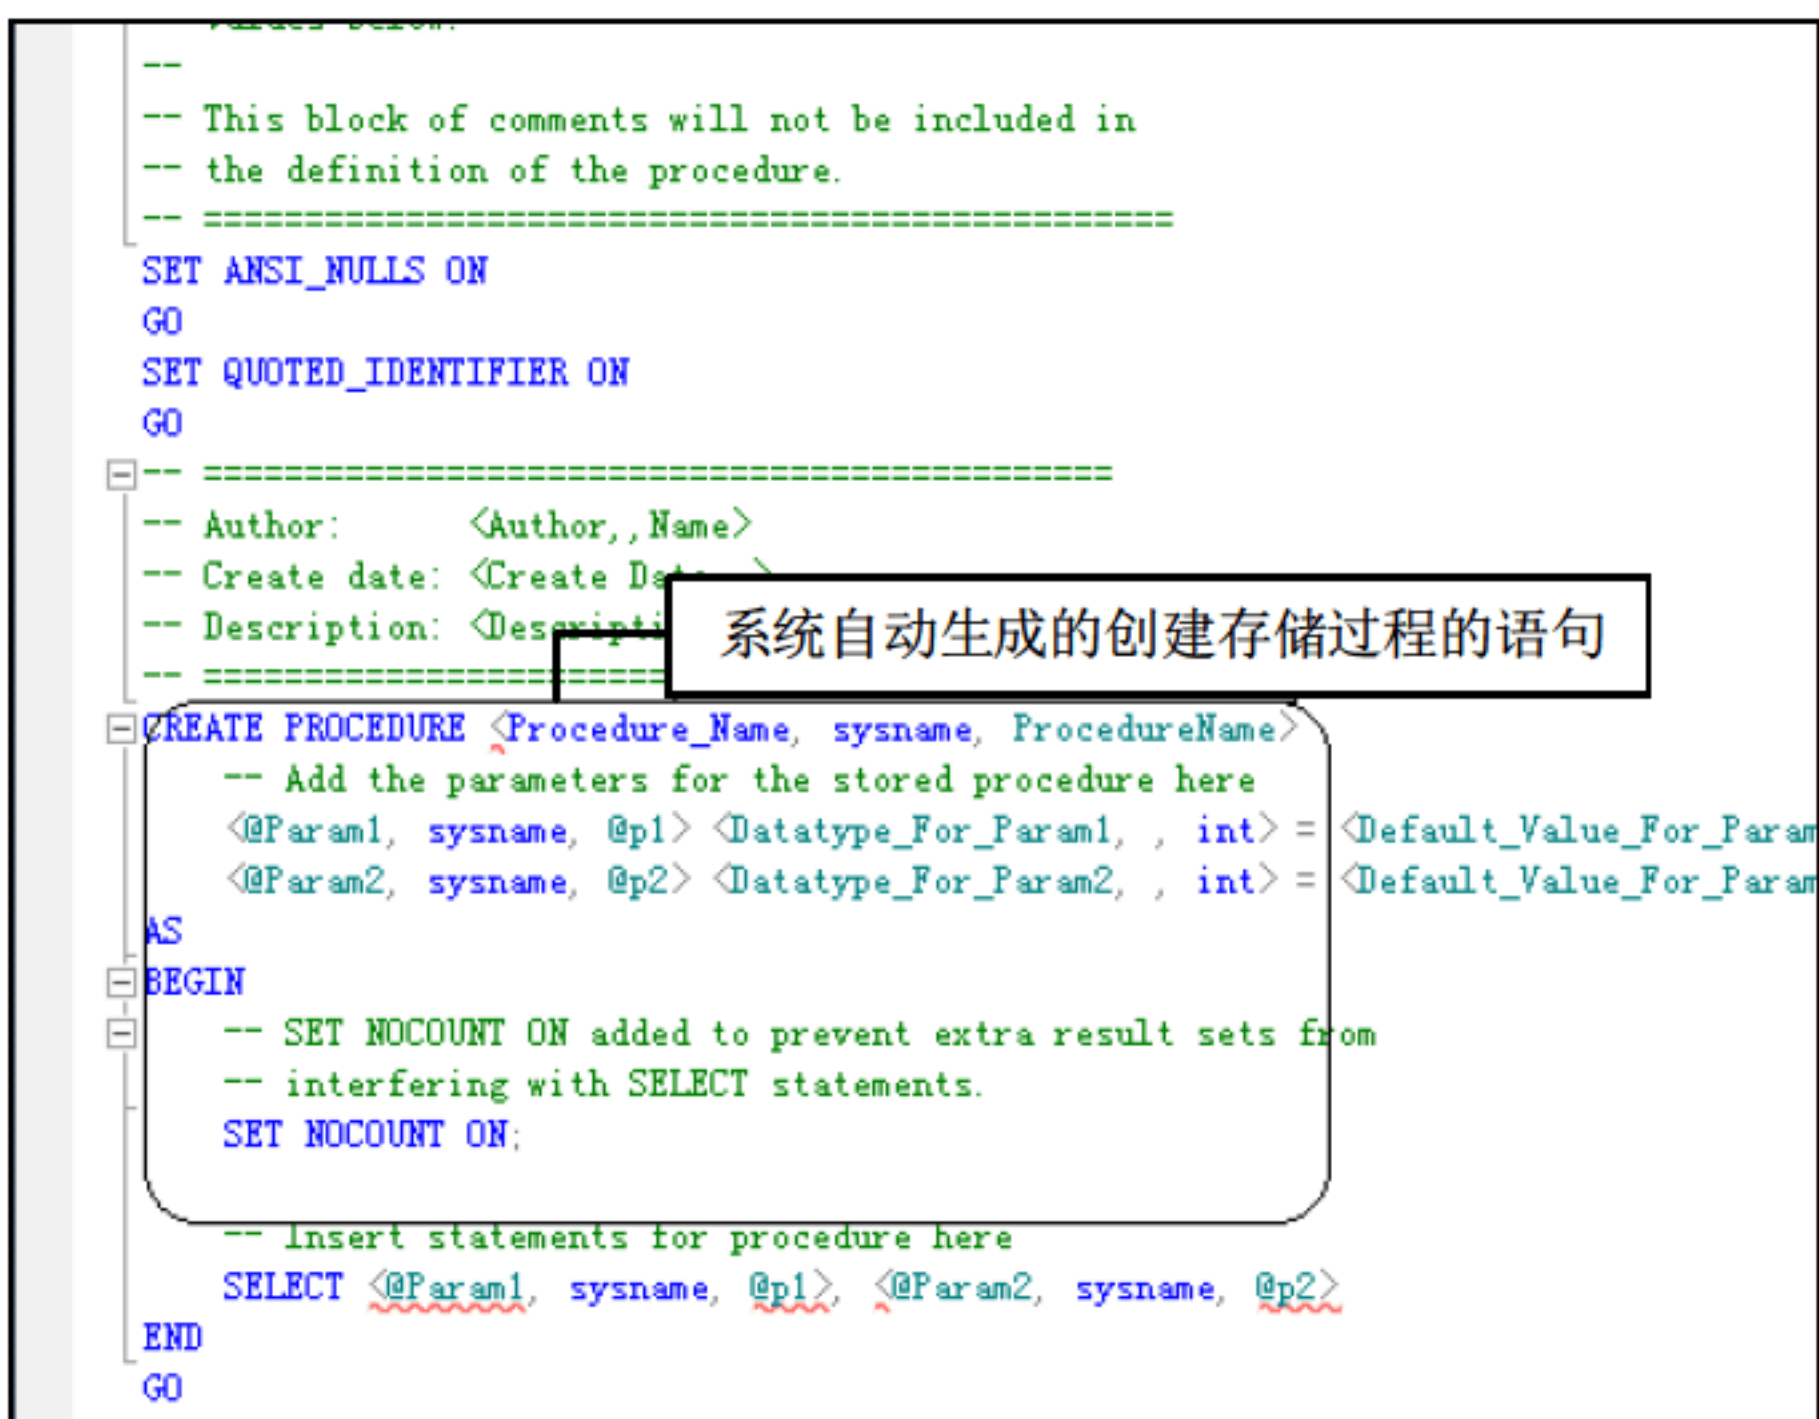 --
-- This block of comments will not be included in
-- the definition of the procedure.
-- ================================================
SET ANSI_NULLS ON
GO
SET QUOTED_IDENTIFIER ON
GO
-- =============================================
-- Author: <Author,,Name>
-- Create date: <Create
-- Description:
系统自动生成的创建存储过程的语句
-- =======================
CREATE PROCEDURE <Procedure_Name, sysname, ProcedureName>
-- Add the parameters for the stored procedure here
<@Param1, sysname, @p1> <Datatype_For_Param1, , int> = <Default_Value_For_Param
<@Param2, sysname, @p2> <Datatype_For_Param2, , int> = <Default_Value_For_Param
AS
BEGIN
-- SET NOCOUNT ON added to prevent extra result sets from
-- interfering with SELECT statements.
SET NOCOUNT ON;
-- Insert statements for procedure here
SELECT <@Param1, sysname, @p1>, <@Param2, sysname, @p2>
END
GO